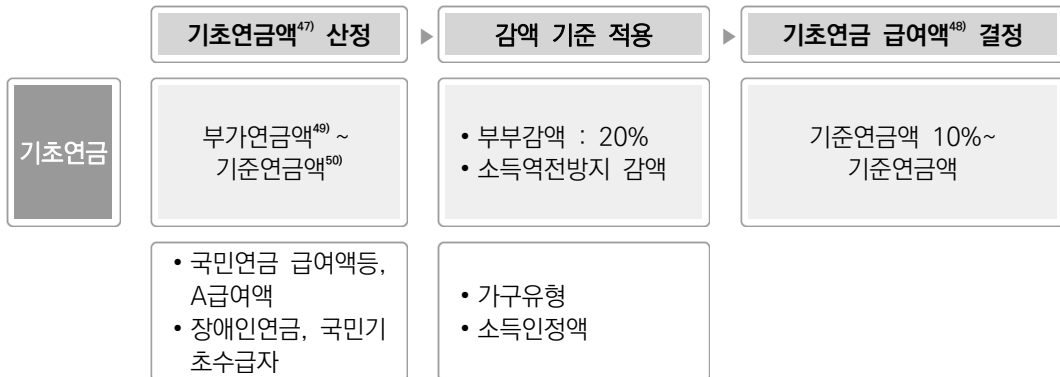 기초연금액47) 산정 ▶ 감액 기준 적용 ▶ 기초연금 급여액48) 결정
기초연금
부가연금액49) ~
기준연금액50)
• 부부감액 : 20%
• 소득역전방지 감액
기준연금액 10%~
기준연금액
• 국민연금 급여액등,
A급여액
• 장애인연금, 국민기
초수급자
• 가구유형
• 소득인정액